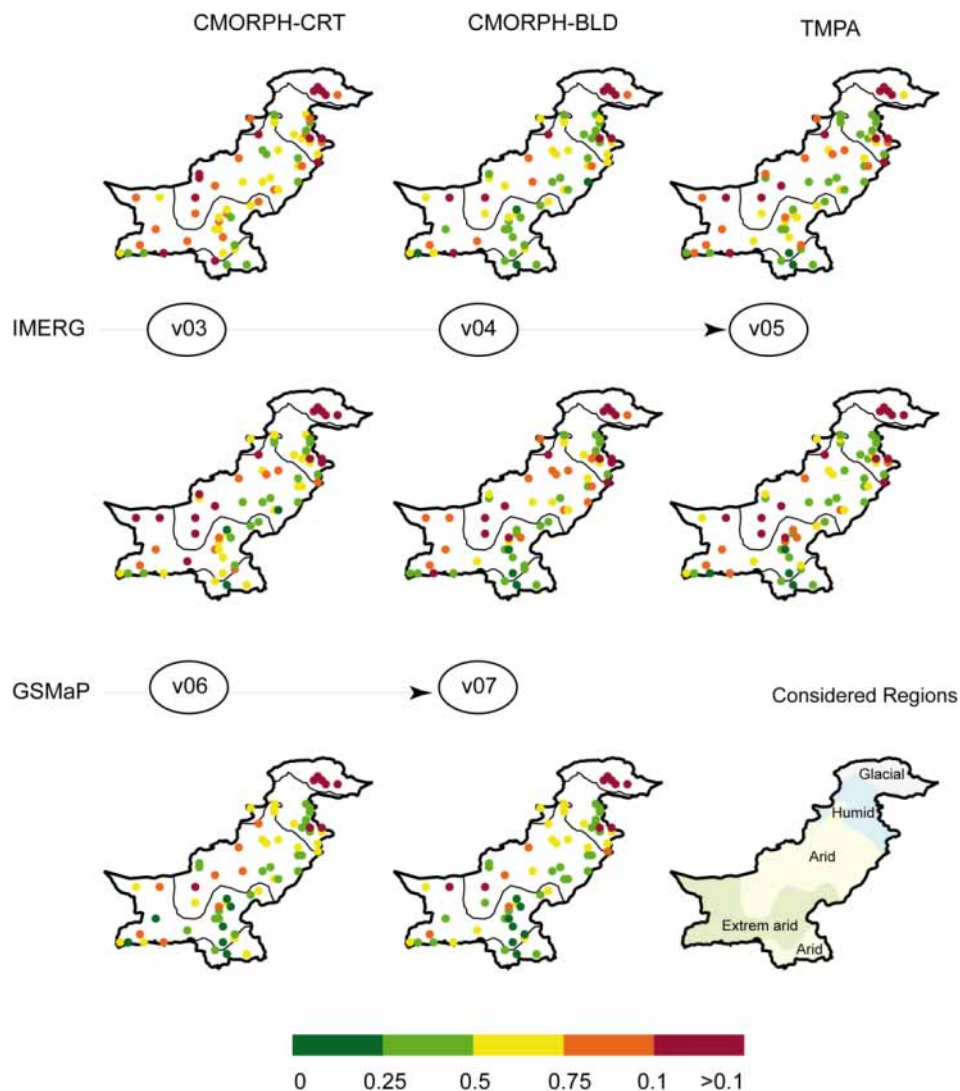 CMORPH-CRT CMORPH-BLD TMPA
IMERG v03 v04 v05
GSMaP v06 v07
Considered Regions
Glacial
Humid
Arid
Extrem arid
Arid
0 0.25 0.5 0.75 0.1 >0.1